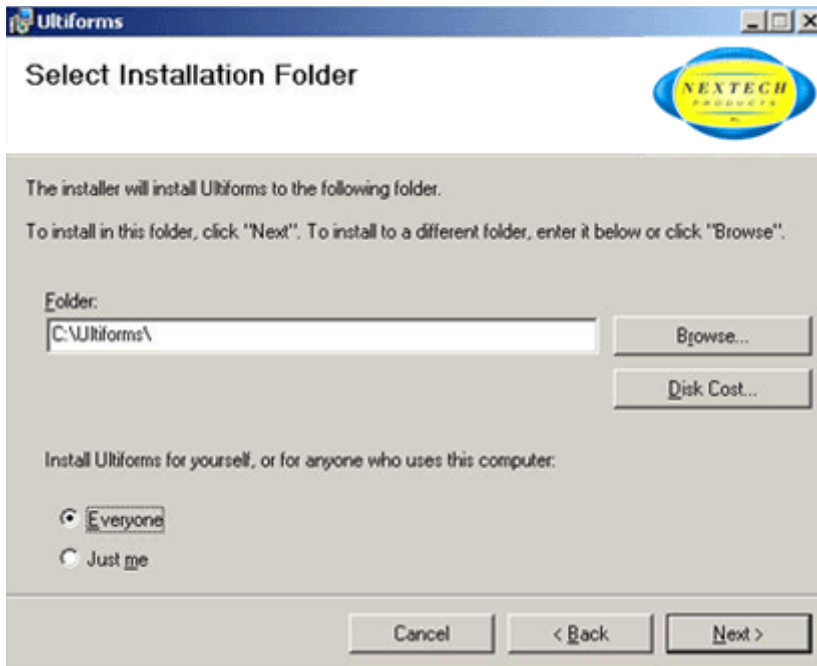 Ultiforms
Select Installation Folder
NEXTECH
PRODUCTS
The installer will install Ultiforms to the following folder.
To install in this folder, click "Next". To install to a different folder, enter it below or click "Browse".
Folder:
C:\Ultiforms\
Browse...
Disk Cost...
Install Ultiforms for yourself, or for anyone who uses this computer:
Everyone
Just me
Cancel
< Back
Next >